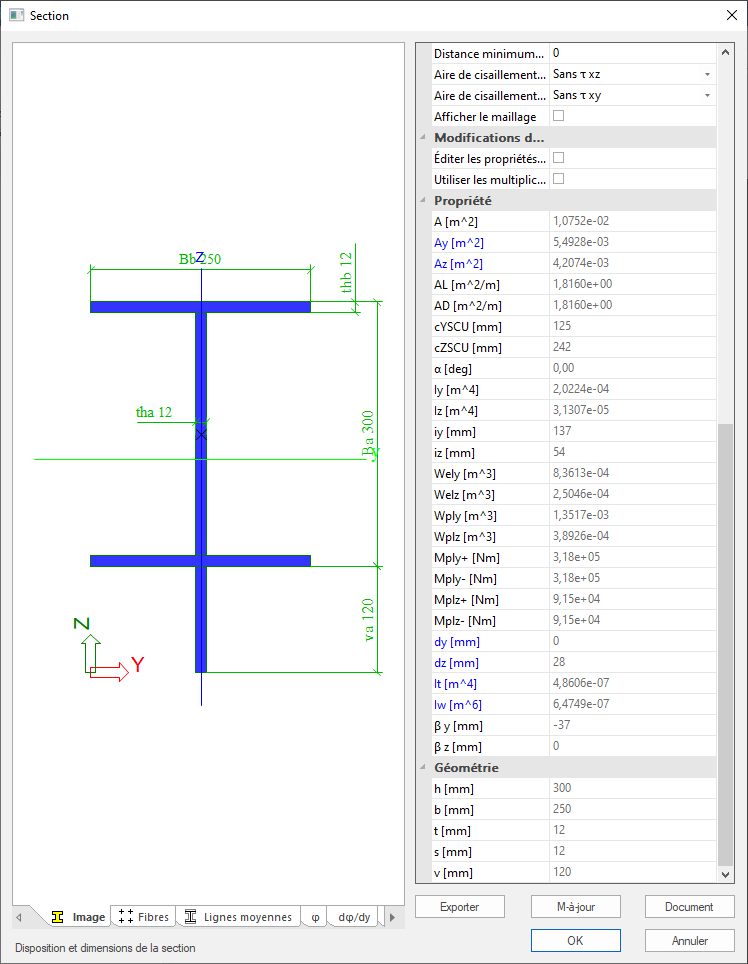 Section
Bb 250
Z
thb 12
tha 12
Ba 300
y
va 120
Z
Y
Image
Fibres
Lignes moyennes
φ
dφ/dy
Disposition et dimensions de la section
Distance minimum... 0
Aire de cisaillement... Sans τ xz
Aire de cisaillement... Sans τ xy
Afficher le maillage
Modifications d...
Éditer les propriétés...
Utiliser les multiplic...
Propriété
A [m^2] 1,0752e-02
Ay [m^2] 5,4928e-03
Az [m^2] 4,2074e-03
AL [m^2/m] 1,8160e+00
AD [m^2/m] 1,8160e+00
cYSCU [mm] 125
cZSCU [mm] 242
α [deg] 0,00
Iy [m^4] 2,0224e-04
Iz [m^4] 3,1307e-05
iy [mm] 137
iz [mm] 54
Wely [m^3] 8,3613e-04
Welz [m^3] 2,5046e-04
Wply [m^3] 1,3517e-03
Wplz [m^3] 3,8926e-04
Mply+ [Nm] 3,18e+05
Mply- [Nm] 3,18e+05
Mplz+ [Nm] 9,15e+04
Mplz- [Nm] 9,15e+04
dy [mm] 0
dz [mm] 28
It [m^4] 4,8606e-07
Iw [m^6] 6,4749e-07
β y [mm] -37
β z [mm] 0
Géométrie
h [mm] 300
b [mm] 250
t [mm] 12
s [mm] 12
v [mm] 120
Exporter
M-à-jour
Document
OK
Annuler